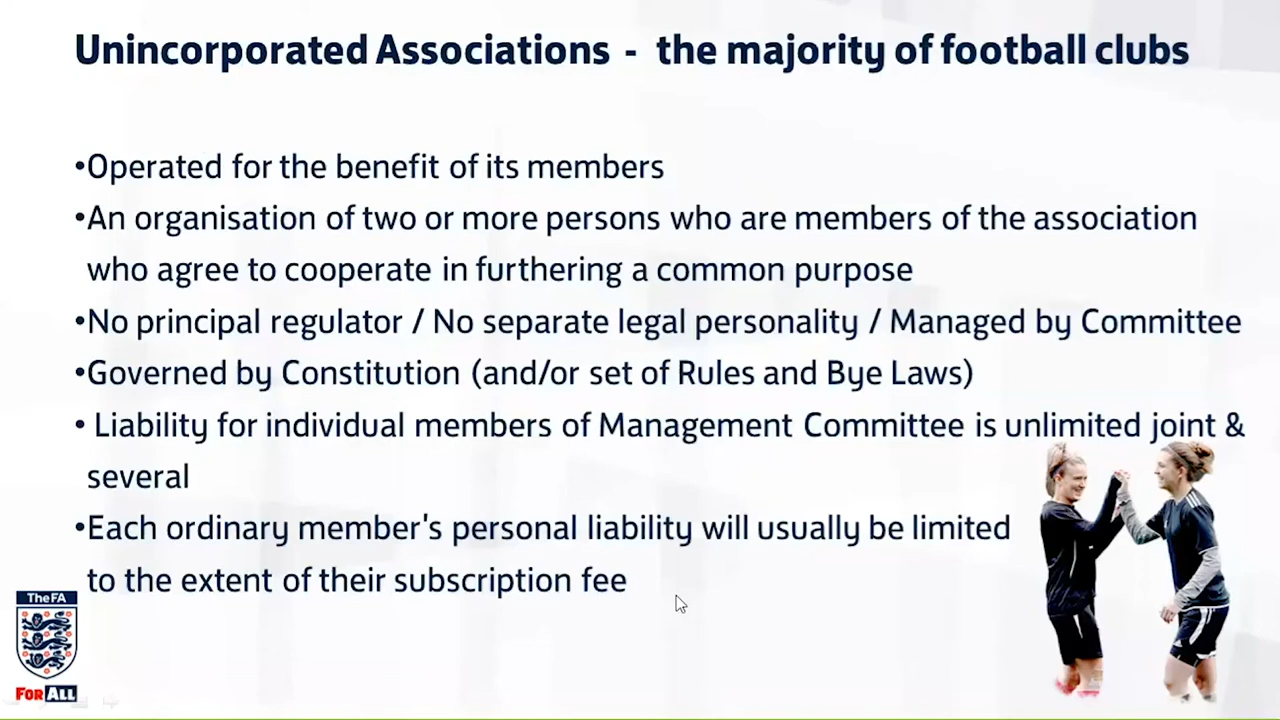 Unincorporated Associations - the majority of football clubs
•Operated for the benefit of its members
•An organisation of two or more persons who are members of the association
who agree to cooperate in furthering a common purpose
•No principal regulator / No separate legal personality / Managed by Committee
•Governed by Constitution (and/or set of Rules and Bye Laws)
• Liability for individual members of Management Committee is unlimited joint &
several
•Each ordinary member's personal liability will usually be limited
to the extent of their subscription fee
The FA
FOR ALL